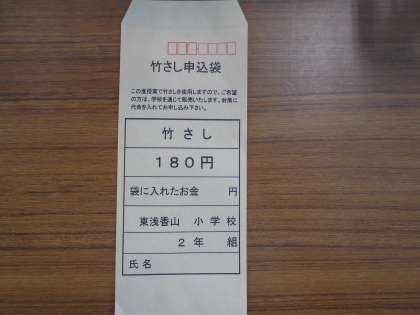 竹さし申込袋
この度授業で竹さしを使用しますので、ご希望
の方は、学校を通じて販売いたします。封筒に
代金を入れてお申し込み下さい。
竹さし
180円
袋に入れたお金 円
東浅香山 小学校
2年 組
氏名